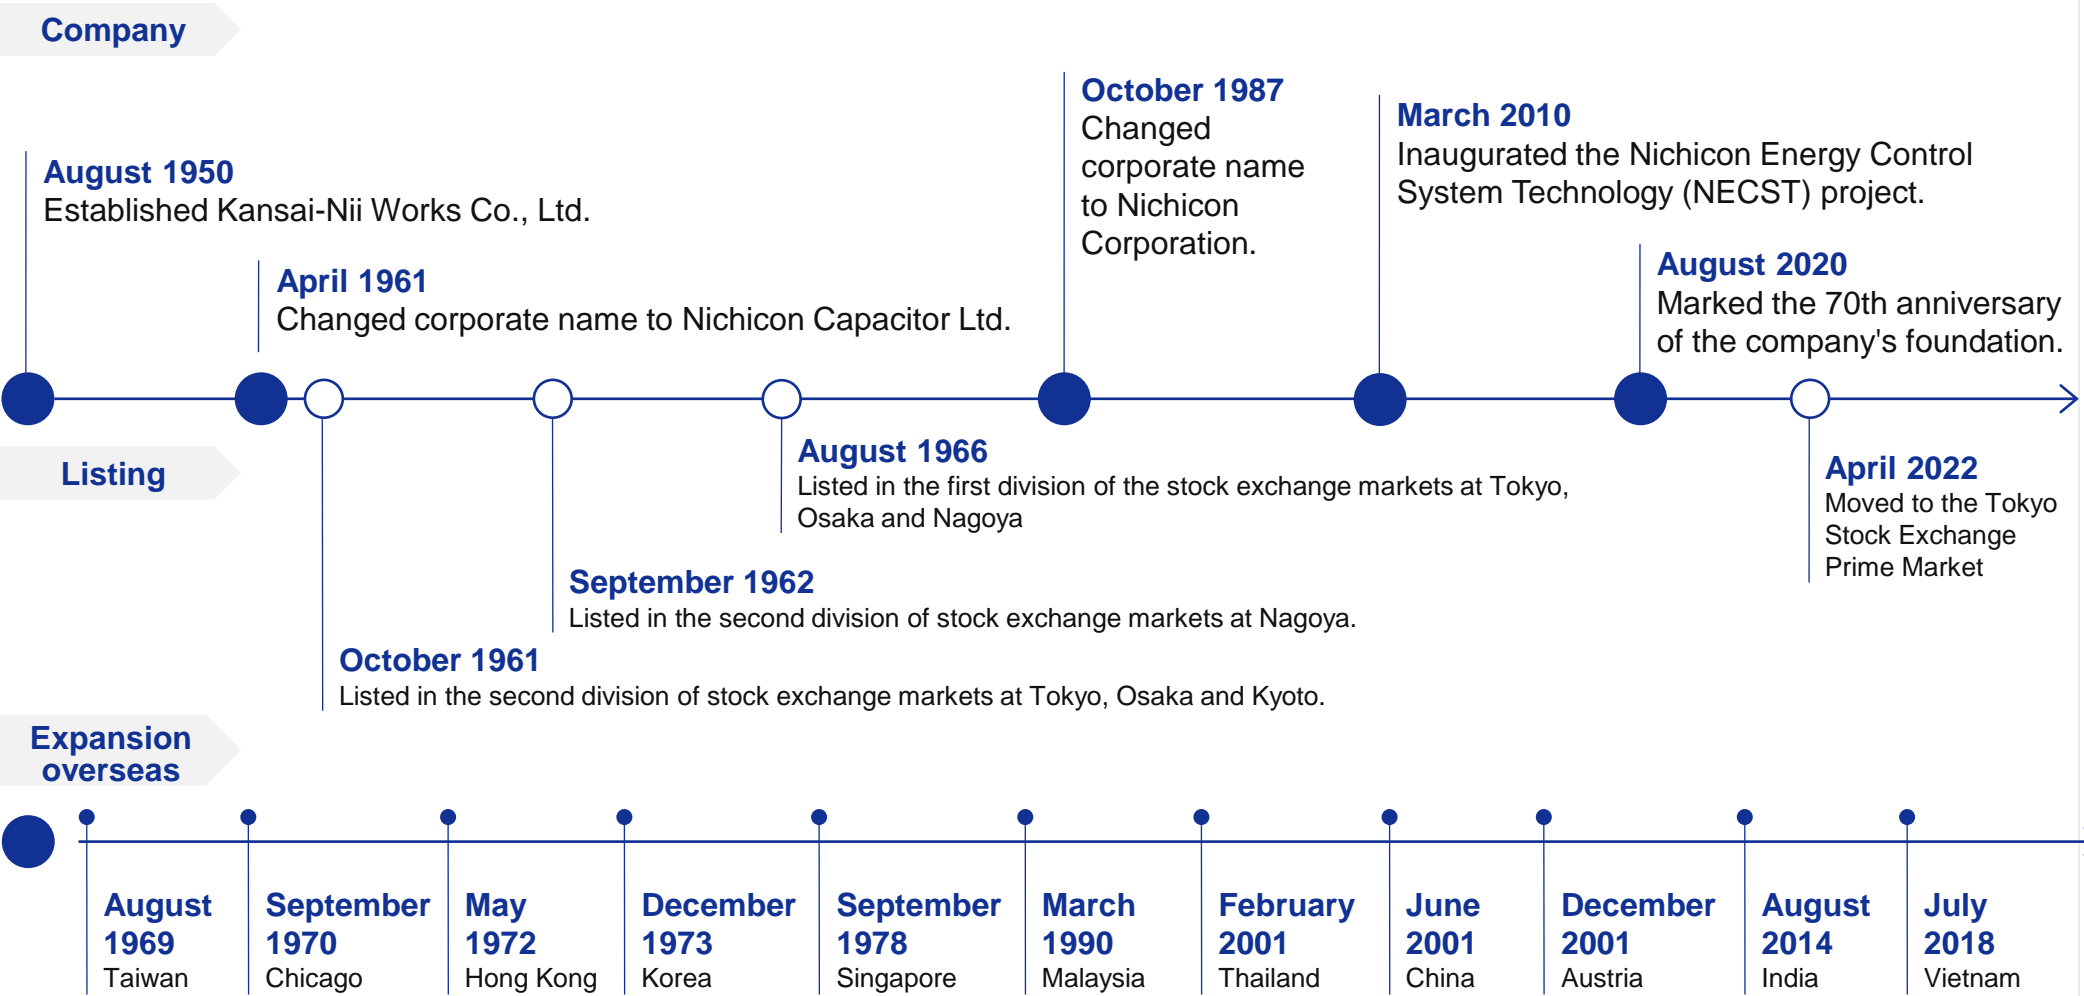 Company
August 1950
Established Kansai-Nii Works Co., Ltd.
April 1961
Changed corporate name to Nichicon Capacitor Ltd.
October 1987
Changed
corporate name
to Nichicon
Corporation.
March 2010
Inaugurated the Nichicon Energy Control
System Technology (NECST) project.
August 2020
Marked the 70th anniversary
of the company's foundation.
Listing
August 1966
Listed in the first division of the stock exchange markets at Tokyo,
Osaka and Nagoya
April 2022
Moved to the Tokyo
Stock Exchange
Prime Market
September 1962
Listed in the second division of stock exchange markets at Nagoya.
October 1961
Listed in the second division of stock exchange markets at Tokyo, Osaka and Kyoto.
Expansion
overseas
August
1969
Taiwan
September
1970
Chicago
May
1972
Hong Kong
December
1973
Korea
September
1978
Singapore
March
1990
Malaysia
February
2001
Thailand
June
2001
China
December
2001
Austria
August
2014
India
July
2018
Vietnam